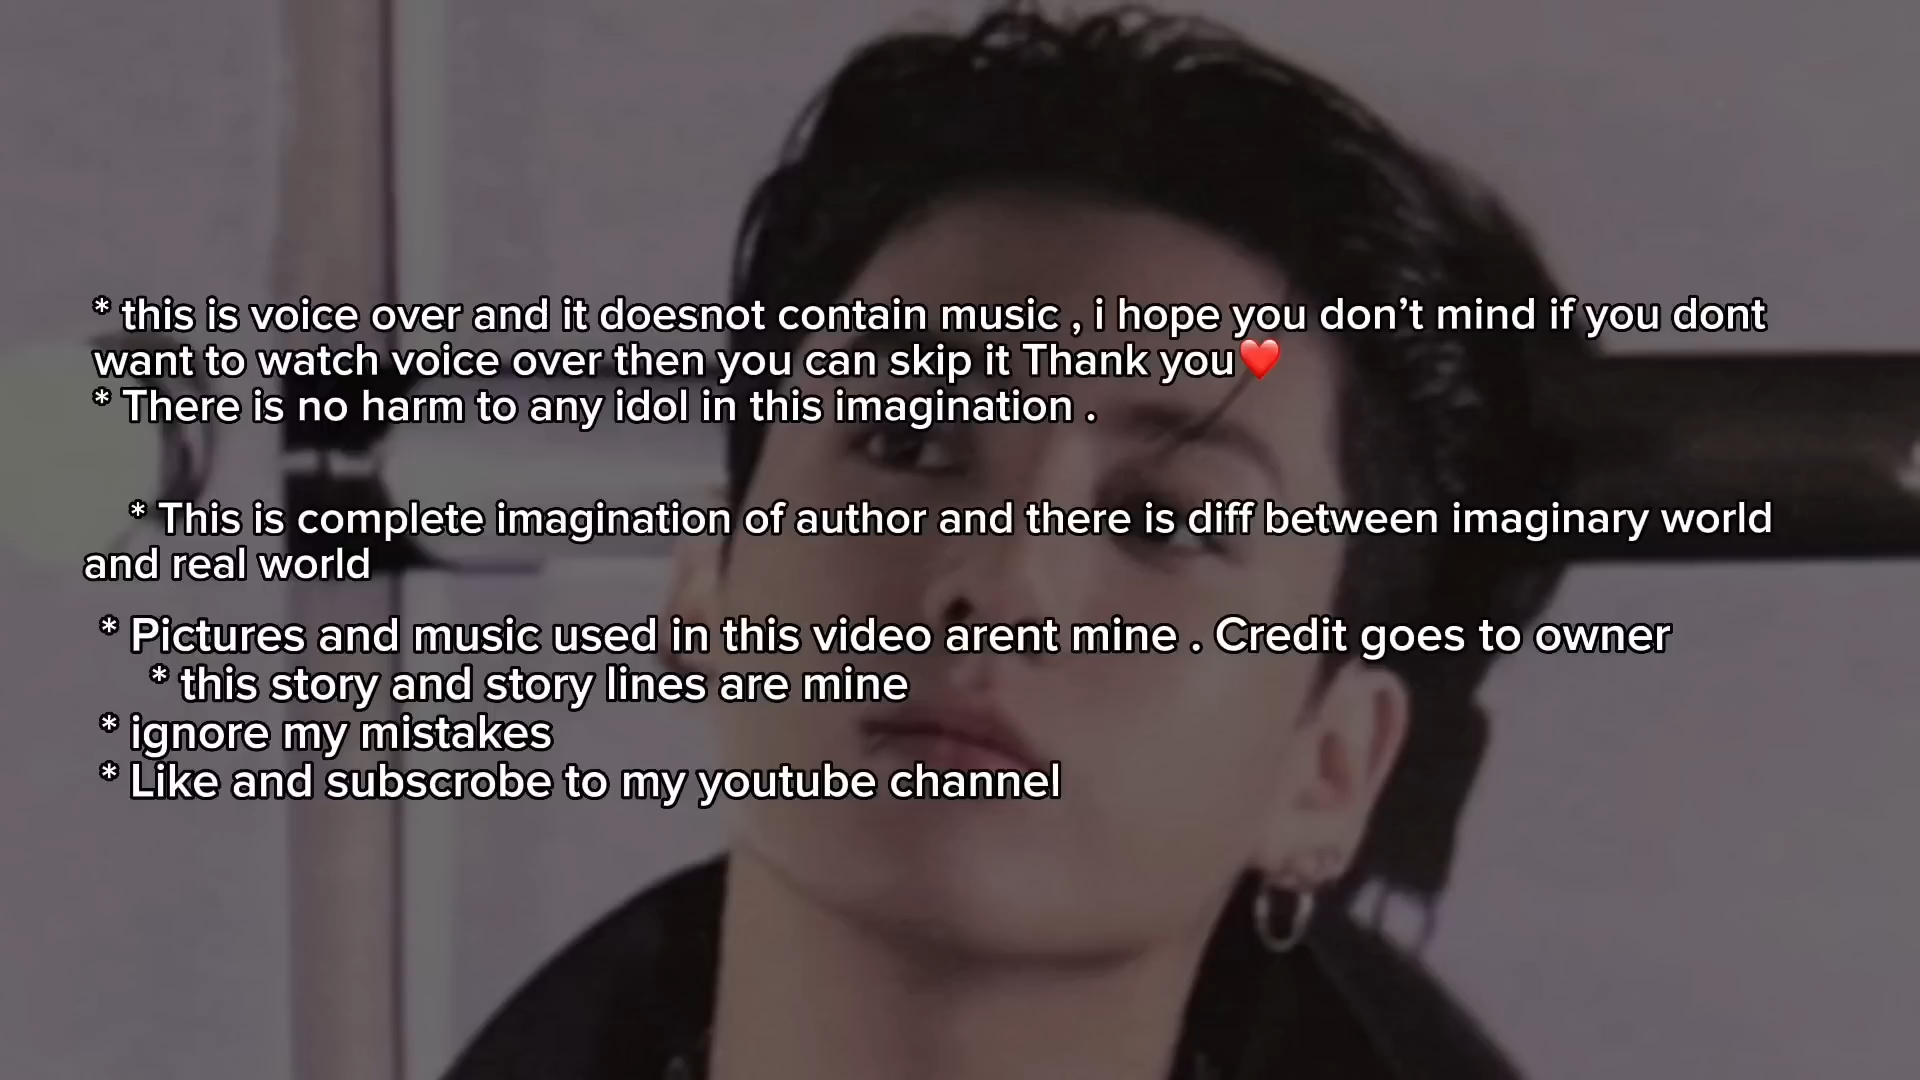 * this is voice over and it doesnot contain music , i hope you don’t mind if you dont
want to watch voice over then you can skip it Thank you❤️
* There is no harm to any idol in this imagination .
* This is complete imagination of author and there is diff between imaginary world
and real world
* Pictures and music used in this video arent mine . Credit goes to owner
* this story and story lines are mine
* ignore my mistakes
* Like and subscrobe to my youtube channel